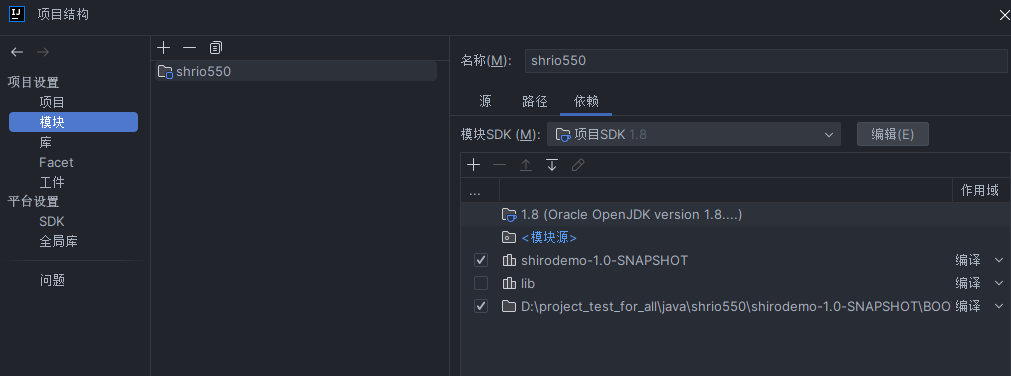 项目结构
项目设置
项目
模块
库
Facet
工件
平台设置
SDK
全局库
问题
shrio550
名称(M): shrio550
源 路径 依赖
模块SDK (M): 项目SDK 1.8 编辑(E)
... 作用域
1.8 (Oracle OpenJDK version 1.8....)
<模块源>
shirodemo-1.0-SNAPSHOT 编译
lib 编译
D:\project_test_for_all\java\shrio550\shirodemo-1.0-SNAPSHOT\BOO 编译